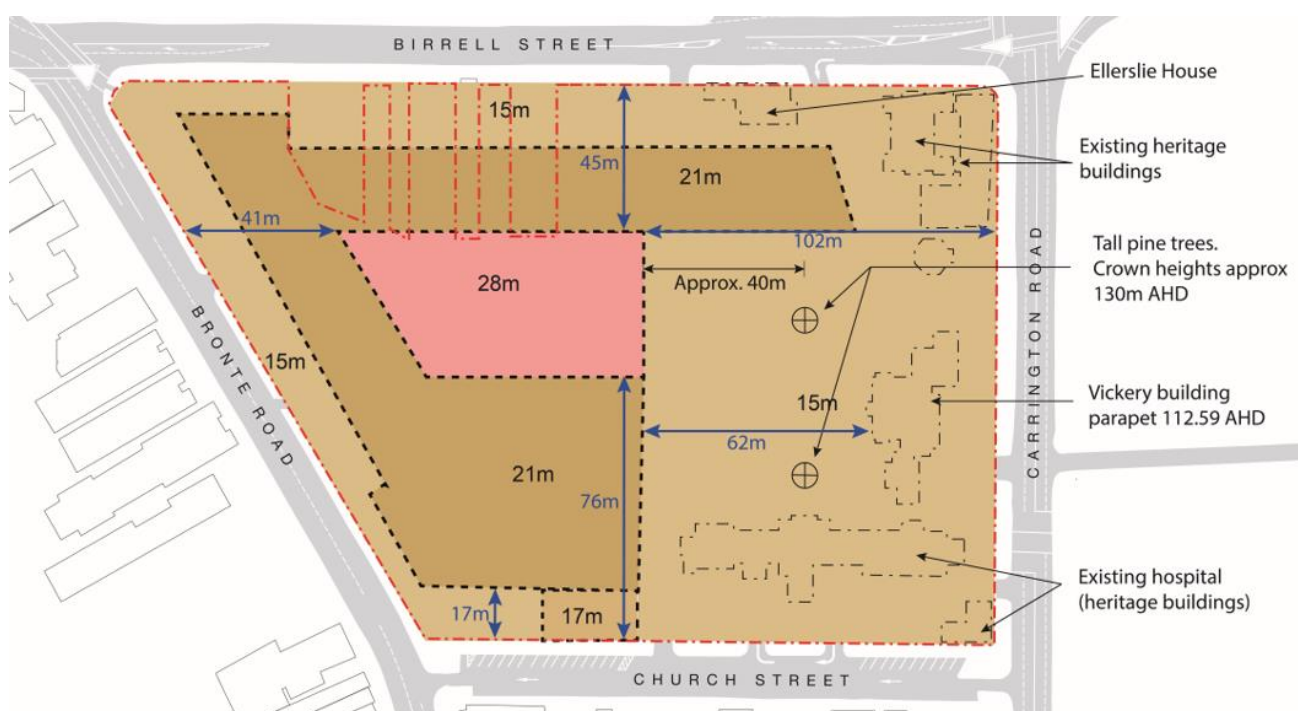 BIRRELL STREET
Ellerslie House
15m
Existing heritage
buildings
45m
21m
41m
102m
Tall pine trees.
Crown heights approx
130m AHD
28m
Approx. 40m
CARRINGTON ROAD
BRONTE ROAD
15m
15m
Vickery building
parapet 112.59 AHD
62m
21m
76m
Existing hospital
(heritage buildings)
17m
17m
CHURCH STREET